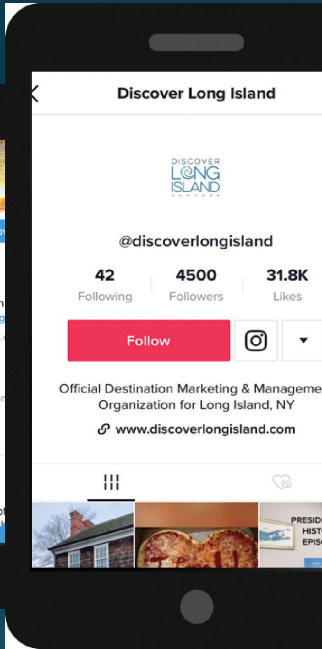 Discover Long Island
DISCOVER
LONG
ISLAND
@discoverlongisland
42
4500
31.8K
Following
Followers
Likes
Follow
Official Destination Marketing & Manageme
Organization for Long Island, NY
www.discoverlongisland.com
PRESID
HIST
EPISO